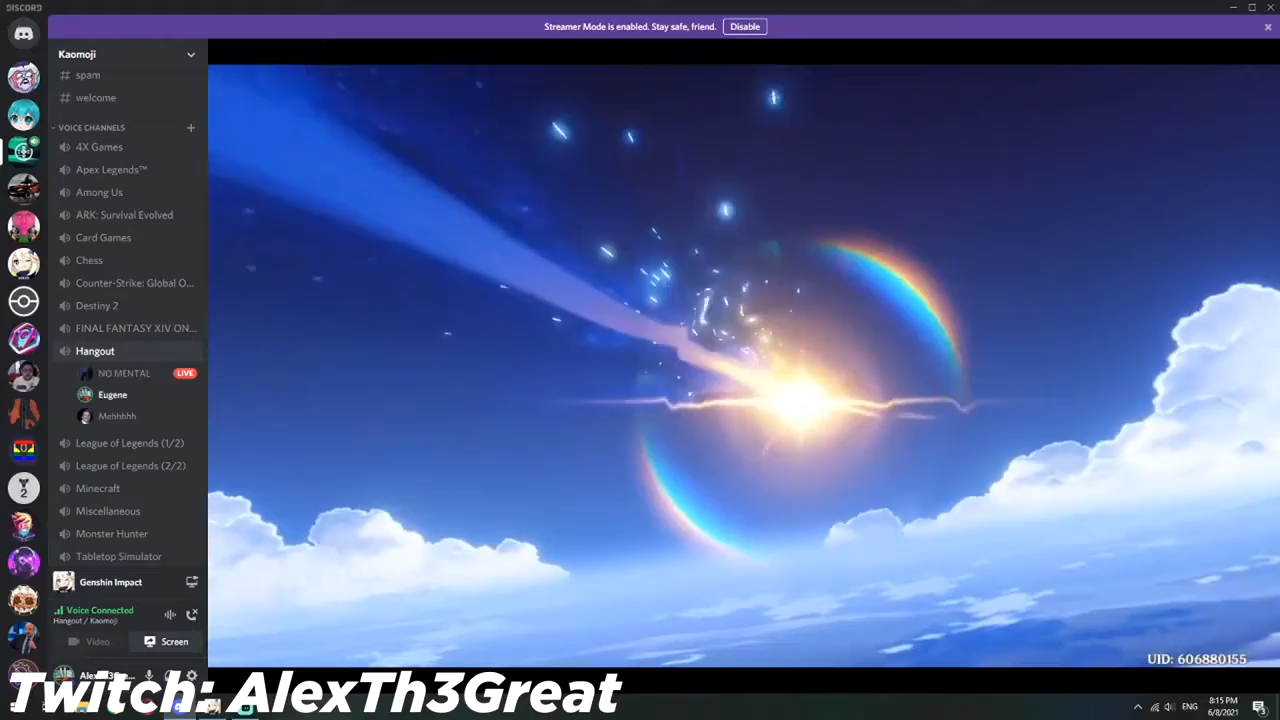 DISCORD
Streamer Mode is enabled. Stay safe, friend.
Disable
Kaomoji
# spam
# welcome
VOICE CHANNELS
4X Games
Apex Legends™
Among Us
ARK: Survival Evolved
Card Games
Chess
Counter-Strike: Global O...
Destiny 2
FINAL FANTASY XIV ON...
Hangout
NO MENTAL
LIVE
Eugene
Mehhhhh
League of Legends (1/2)
League of Legends (2/2)
Minecraft
Miscellaneous
Monster Hunter
Tabletop Simulator
Genshin Impact
Voice Connected
Hangout / Kaomoji
Video
Screen
UID: 606880155
Twitch: AlexTh3Great
ENG
8:15 PM
6/8/2021